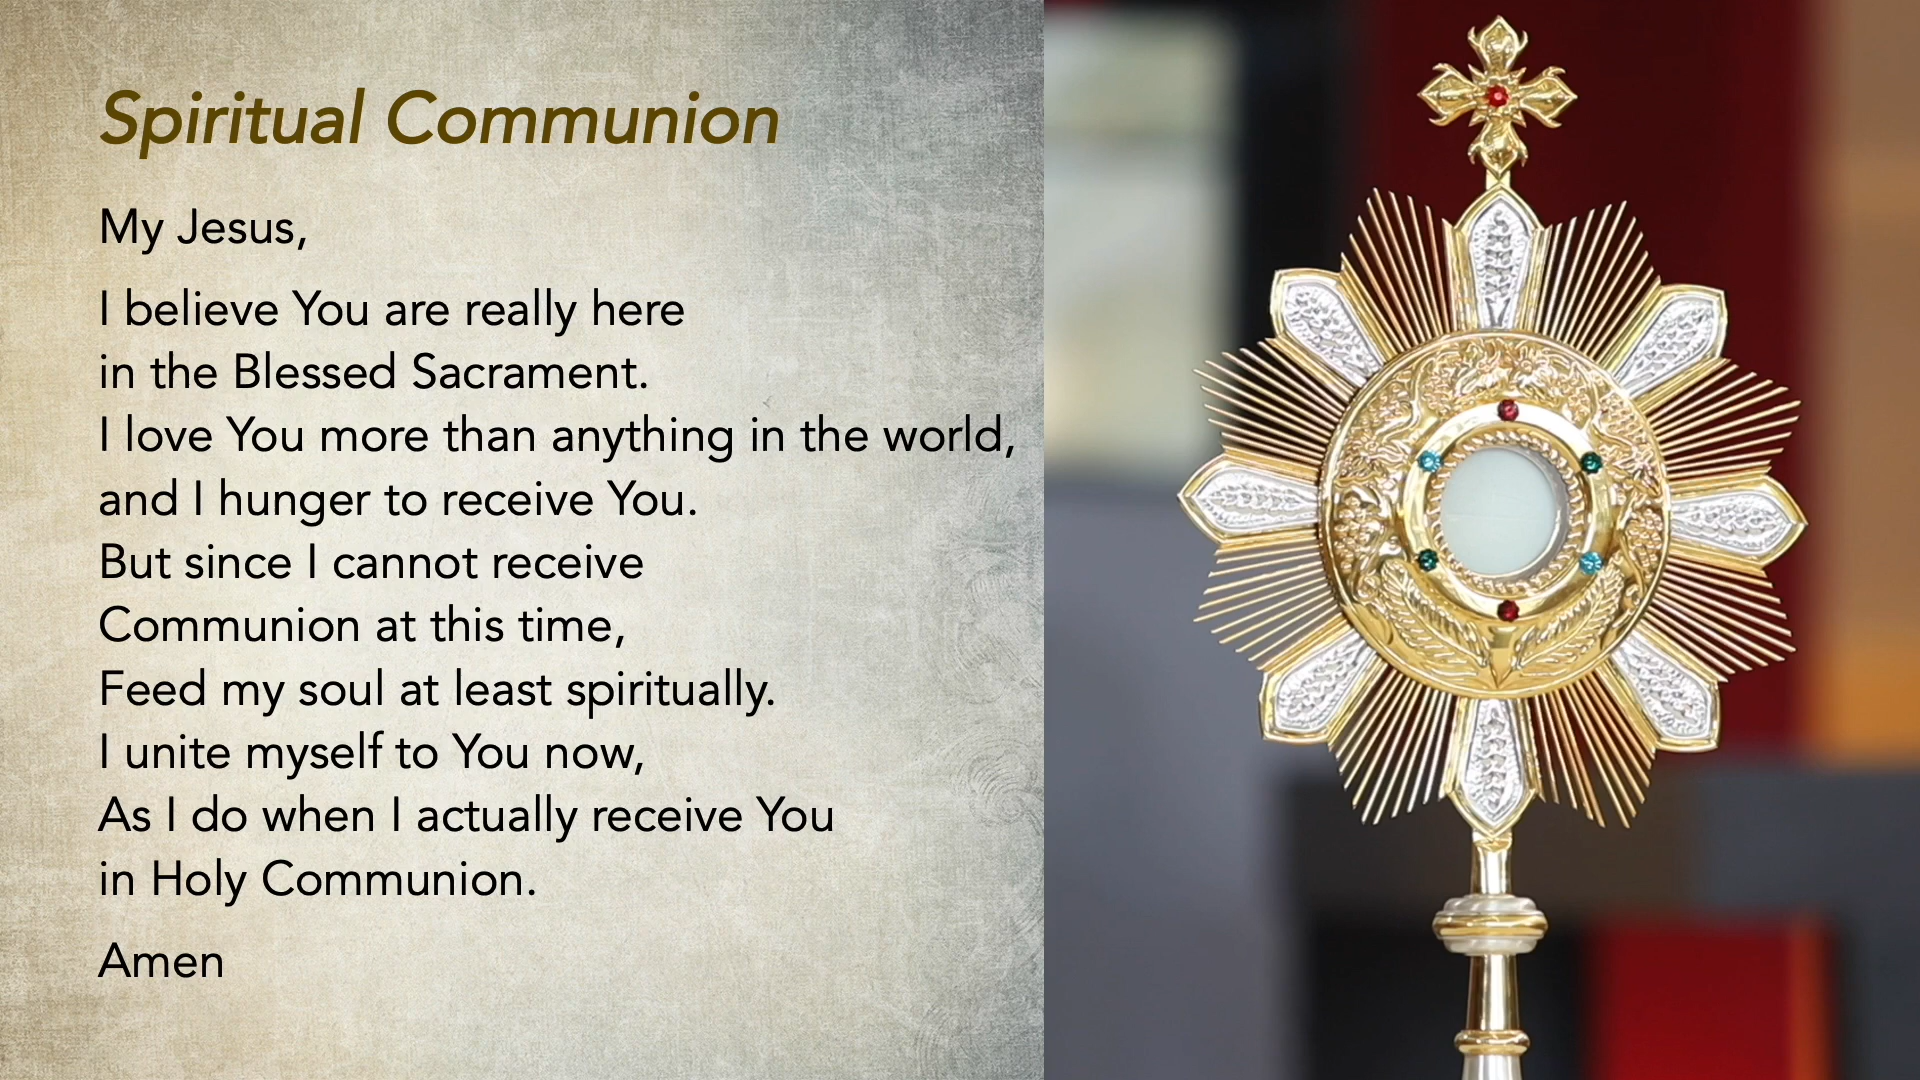 Spiritual Communion
My Jesus,
I believe You are really here
in the Blessed Sacrament.
I love You more than anything in the world,
and I hunger to receive You.
But since I cannot receive
Communion at this time,
Feed my soul at least spiritually.
I unite myself to You now,
As I do when I actually receive You
in Holy Communion.
Amen